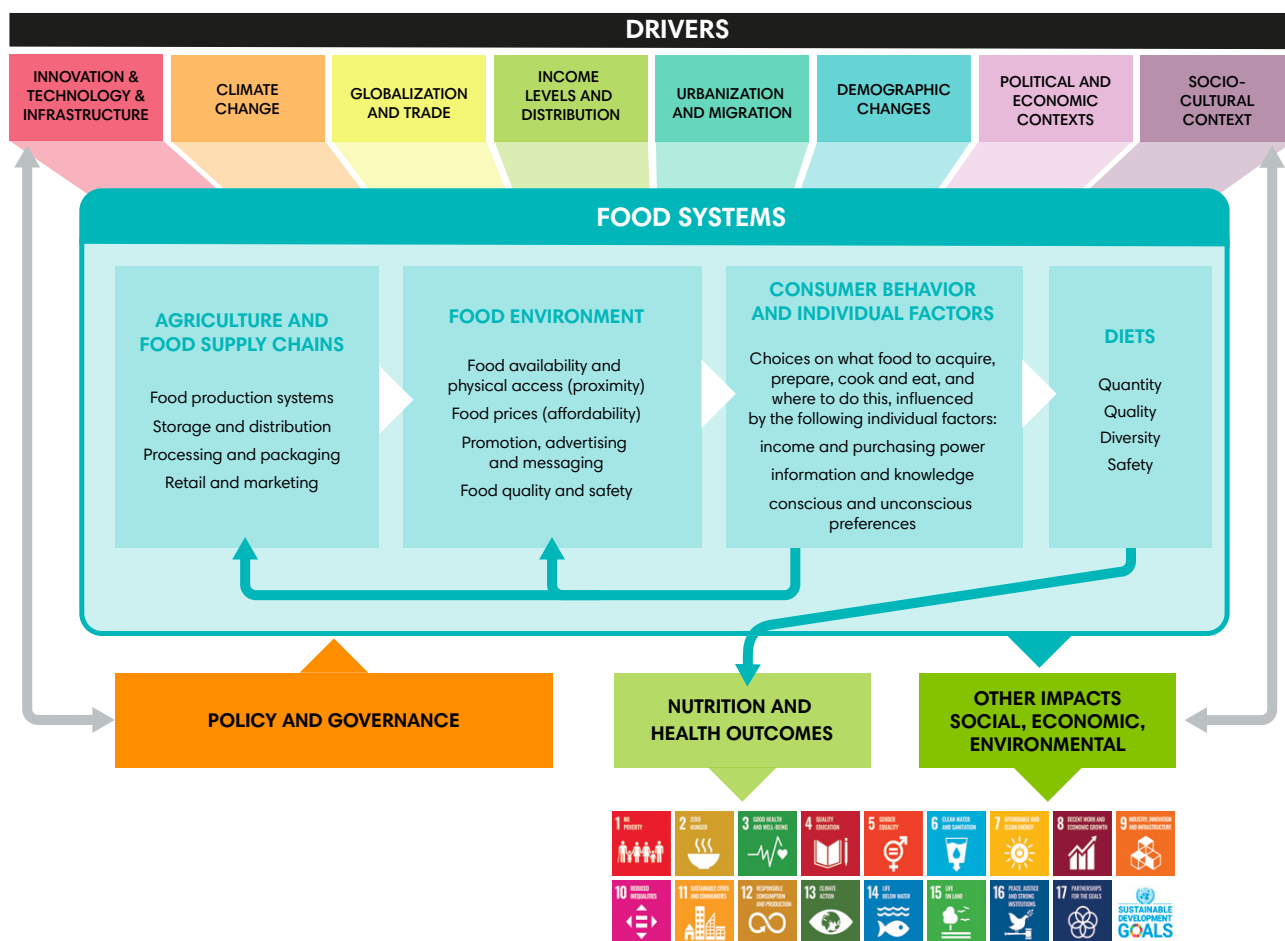 DRIVERS
INNOVATION &
TECHNOLOGY &
INFRASTRUCTURE
CLIMATE
CHANGE
GLOBALIZATION
AND TRADE
INCOME
LEVELS AND
DISTRIBUTION
URBANIZATION
AND MIGRATION
DEMOGRAPHIC
CHANGES
POLITICAL AND
ECONOMIC
CONTEXTS
SOCIO-
CULTURAL
CONTEXT
FOOD SYSTEMS
AGRICULTURE AND
FOOD SUPPLY CHAINS
Food production systems
Storage and distribution
Processing and packaging
Retail and marketing
FOOD ENVIRONMENT
Food availability and
physical access (proximity)
Food prices (affordability)
Promotion, advertising
and messaging
Food quality and safety
CONSUMER BEHAVIOR
AND INDIVIDUAL FACTORS
Choices on what food to acquire,
prepare, cook and eat, and
where to do this, influenced
by the following individual factors:
income and purchasing power
information and knowledge
conscious and unconscious
preferences
DIETS
Quantity
Quality
Diversity
Safety
POLICY AND GOVERNANCE
NUTRITION AND
HEALTH OUTCOMES
OTHER IMPACTS
SOCIAL, ECONOMIC,
ENVIRONMENTAL
1 NO
POVERTY
2 ZERO
HUNGER
3 GOOD HEALTH
AND WELL-BEING
4 QUALITY
EDUCATION
5 GENDER
EQUALITY
6 CLEAN WATER
AND SANITATION
7 AFFORDABLE AND
CLEAN ENERGY
8 DECENT WORK AND
ECONOMIC GROWTH
9 INDUSTRY, INNOVATION
AND INFRASTRUCTURE
10 REDUCED
INEQUALITIES
11 SUSTAINABLE CITIES
AND COMMUNITIES
12 RESPONSIBLE
CONSUMPTION
AND PRODUCTION
13 CLIMATE
ACTION
14 LIFE
BELOW WATER
15 LIFE
ON LAND
16 PEACE, JUSTICE
AND STRONG
INSTITUTIONS
17 PARTNERSHIPS
FOR THE GOALS
SUSTAINABLE
DEVELOPMENT
GOALS